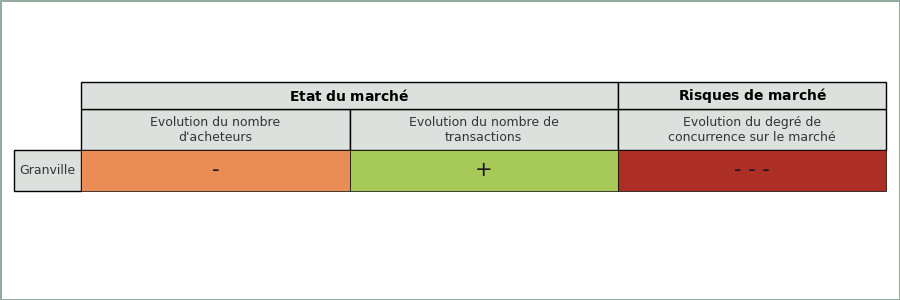 Etat du marché
Risques de marché
Evolution du nombre
d'acheteurs
Evolution du nombre de
transactions
Evolution du degré de
concurrence sur le marché
Granville
-
+
- - -